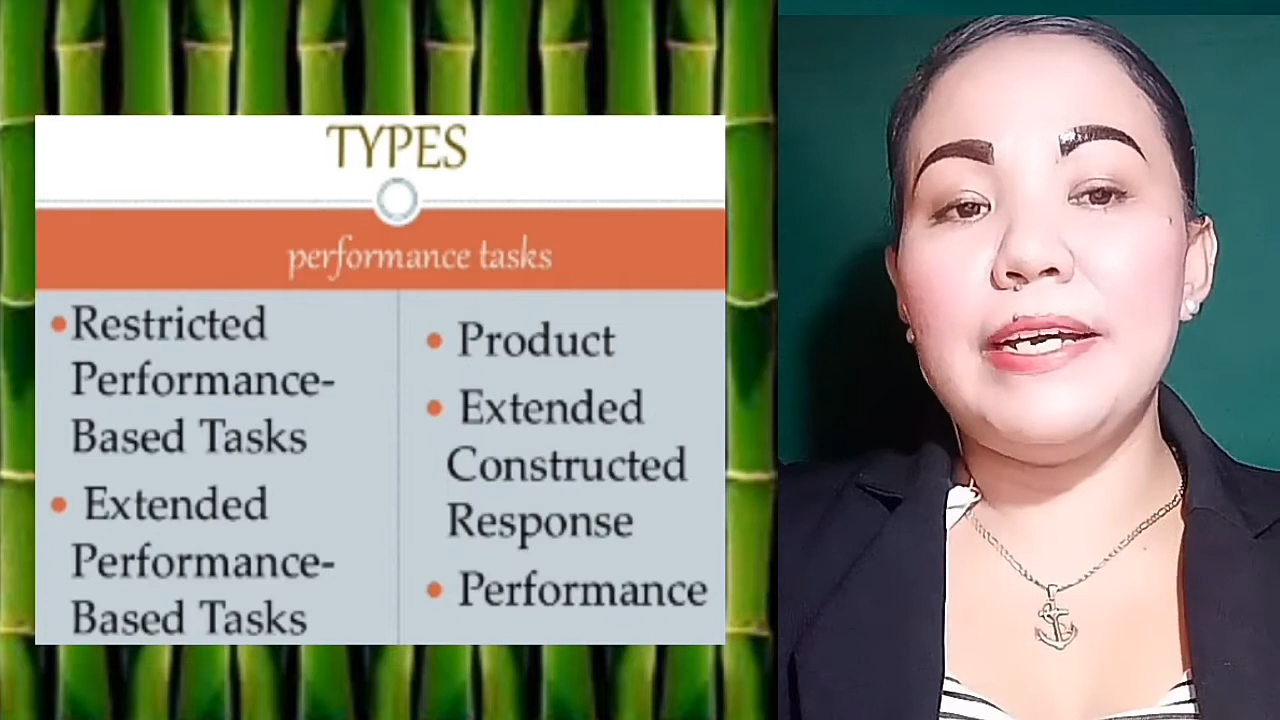 TYPES
performance tasks
•Restricted
Performance-
Based Tasks
• Extended
Performance-
Based Tasks
• Product
• Extended
Constructed
Response
• Performance